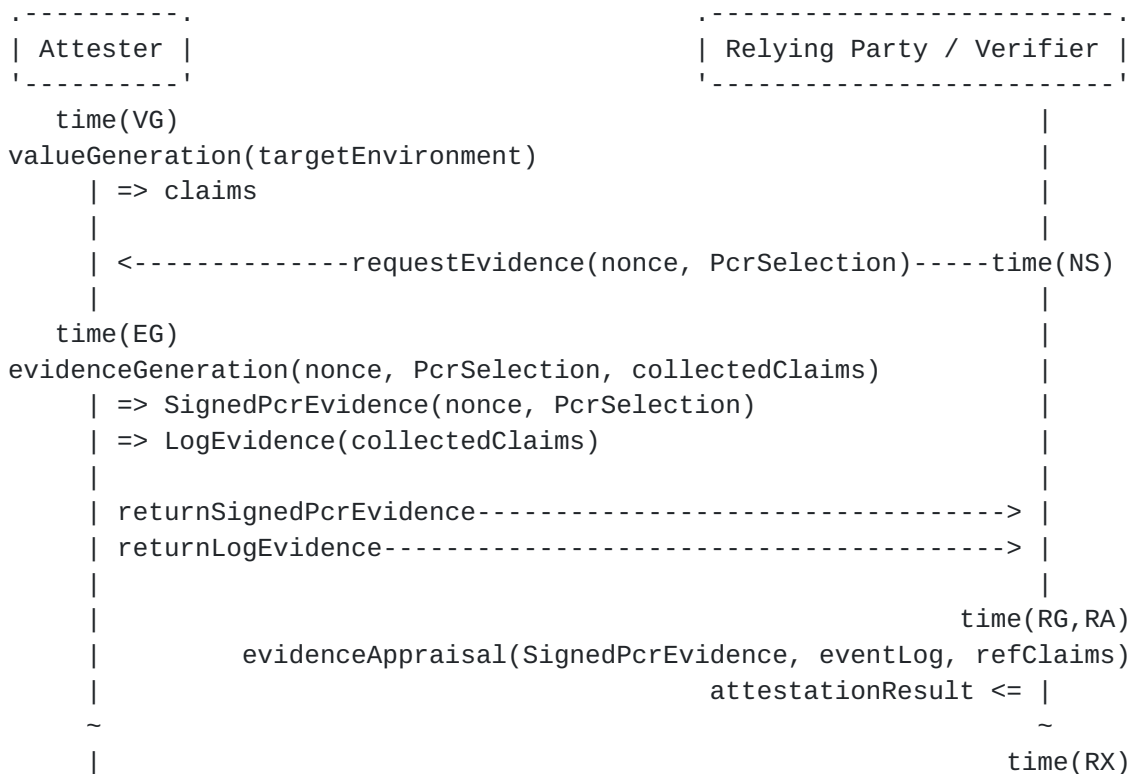 .----------.                                 .--------------------------.
| Attester |                                 | Relying Party / Verifier |
'----------'                                 '--------------------------'
   time(VG)                                                        |
valueGeneration(targetEnvironment)                                 |
     | => claims                                                   |
     |                                                             |
     | <--------------requestEvidence(nonce, PcrSelection)-----time(NS)
     |                                                             |
   time(EG)                                                        |
evidenceGeneration(nonce, PcrSelection, collectedClaims)           |
     | => SignedPcrEvidence(nonce, PcrSelection)                   |
     | => LogEvidence(collectedClaims)                             |
     |                                                             |
     | returnSignedPcrEvidence----------------------------------> |
     | returnLogEvidence----------------------------------------> |
     |                                                             |
     |                                                        time(RG,RA)
     |          evidenceAppraisal(SignedPcrEvidence, eventLog, refClaims)
     |                                        attestationResult <= |
     ~                                                             ~
     |                                                           time(RX)